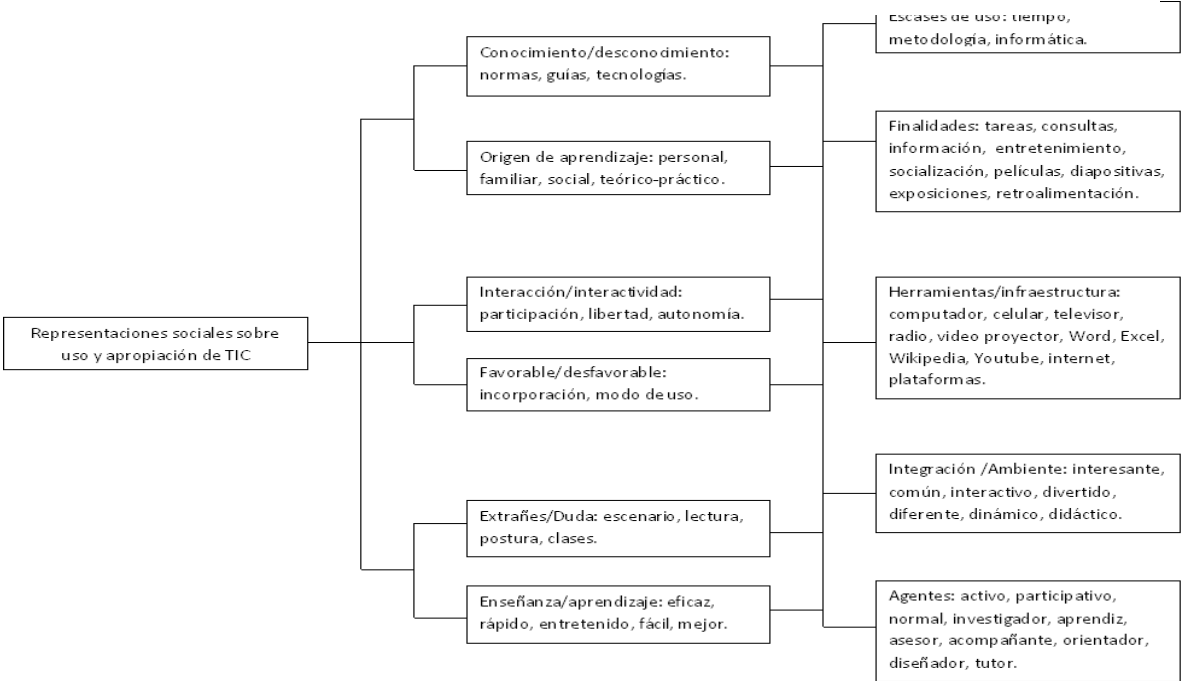 Representaciones sociales sobre
uso y apropiación de TIC
Conocimiento/desconocimiento:
normas, guías, tecnologías.
Origen de aprendizaje: personal,
familiar, social, teórico-práctico.
Interacción/interactividad:
participación, libertad, autonomía.
Favorable/desfavorable:
incorporación, modo de uso.
Extrañes/Duda: escenario, lectura,
postura, clases.
Enseñanza/aprendizaje: eficaz,
rápido, entretenido, fácil, mejor.
Escases de uso: tiempo,
metodología, informática.
Finalidades: tareas, consultas,
información, entretenimiento,
socialización, películas, diapositivas,
exposiciones, retroalimentación.
Herramientas/infraestructura:
computador, celular, televisor,
radio, video proyector, Word, Excel,
Wikipedia, Youtube, internet,
plataformas.
Integración /Ambiente: interesante,
común, interactivo, divertido,
diferente, dinámico, didáctico.
Agentes: activo, participativo,
normal, investigador, aprendiz,
asesor, acompañante, orientador,
diseñador, tutor.